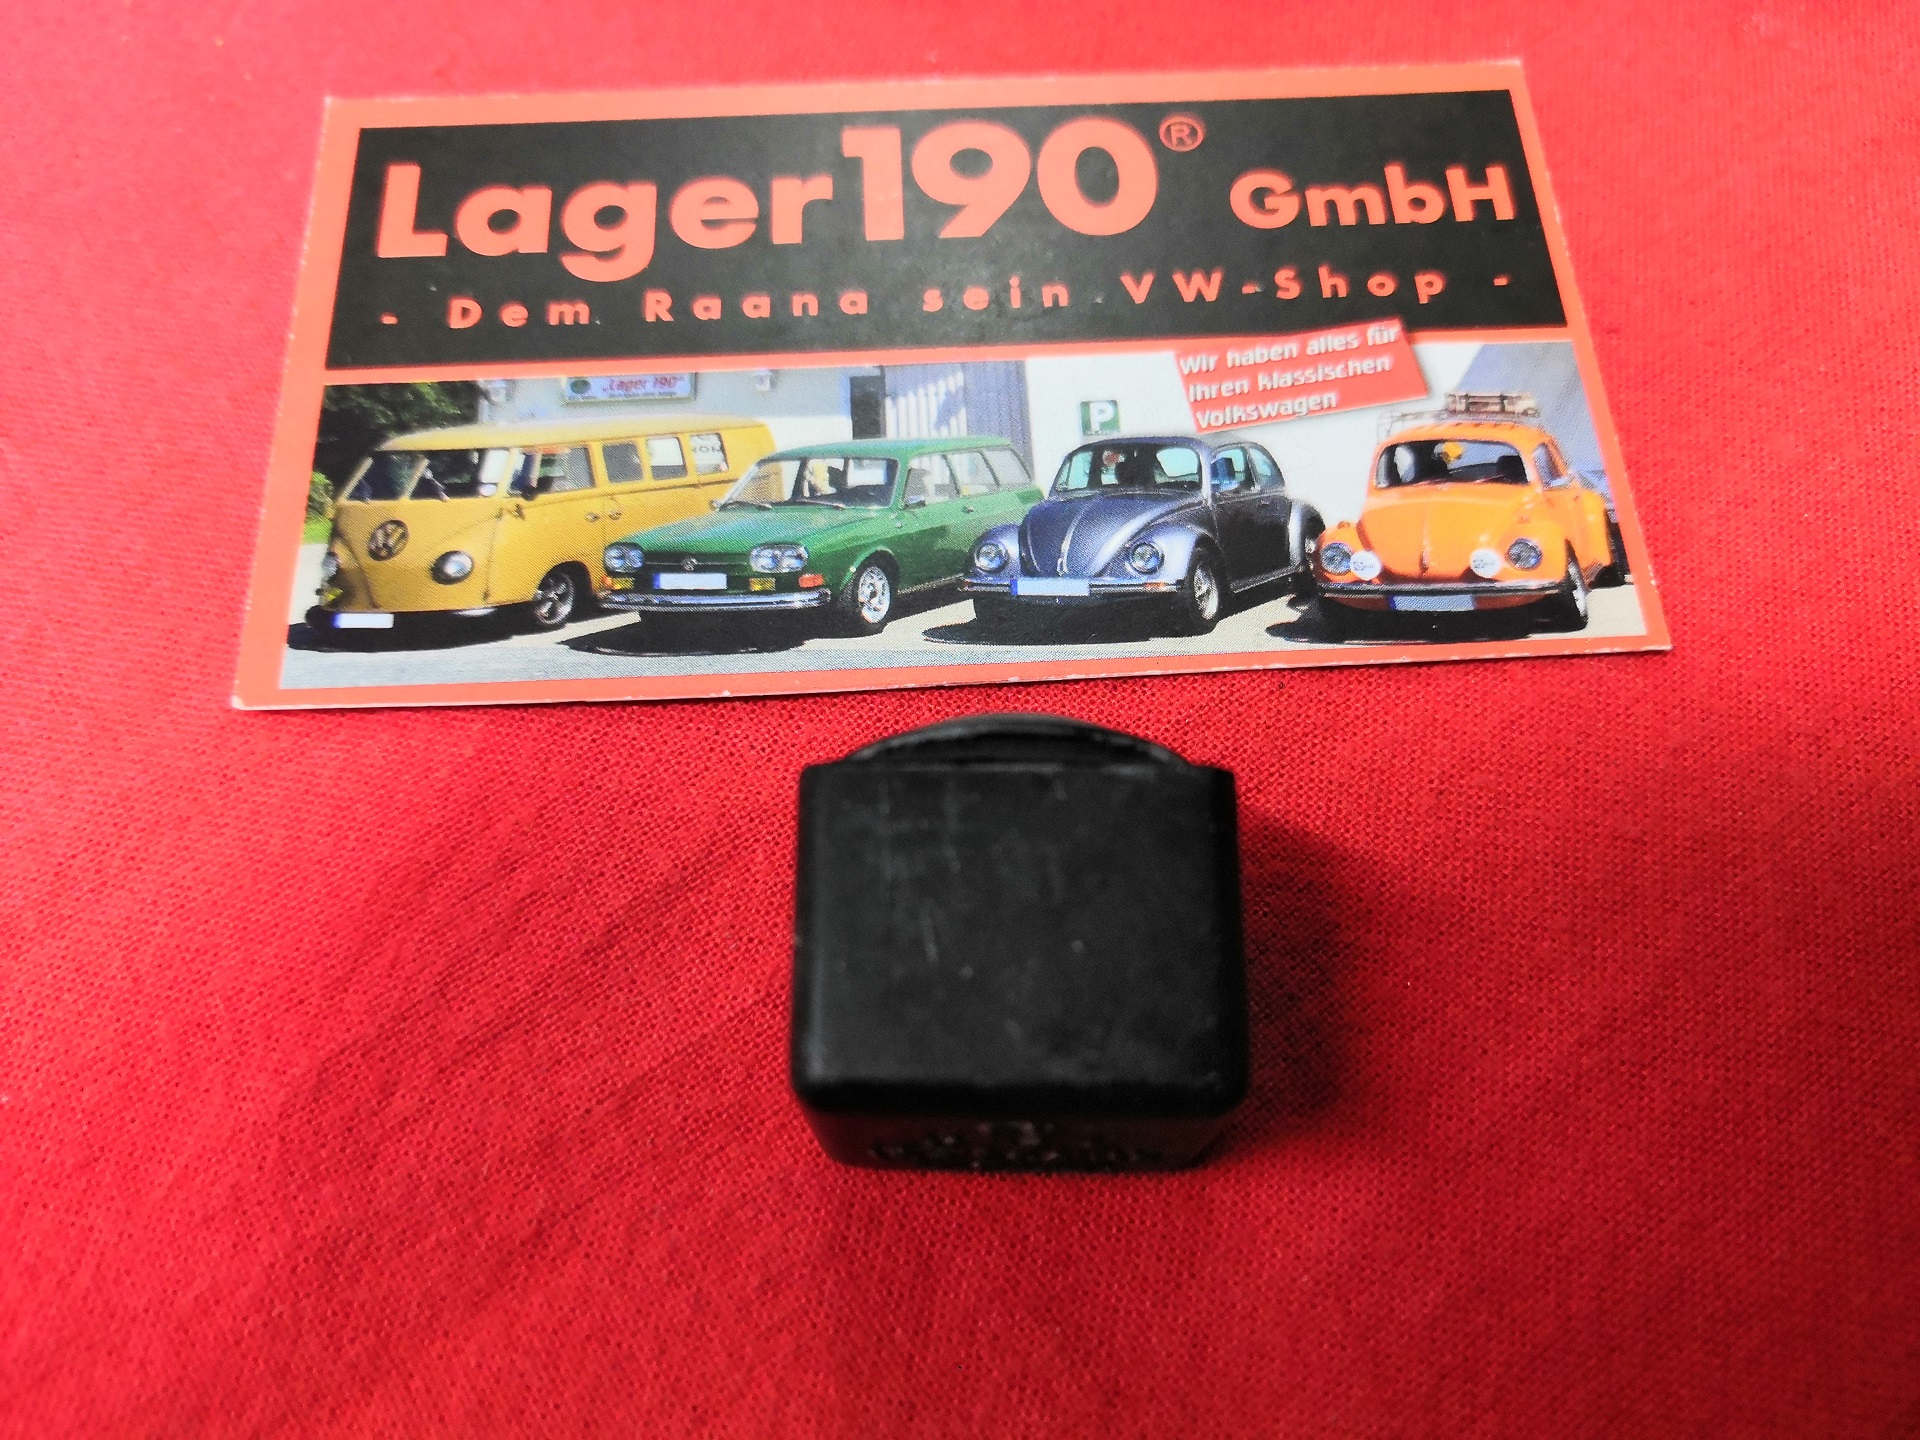 Lager190® GmbH
- Dem Raana sein VW-Shop -
Wir haben alles für
Ihren klassischen
Volkswagen
„Lager 190“
P